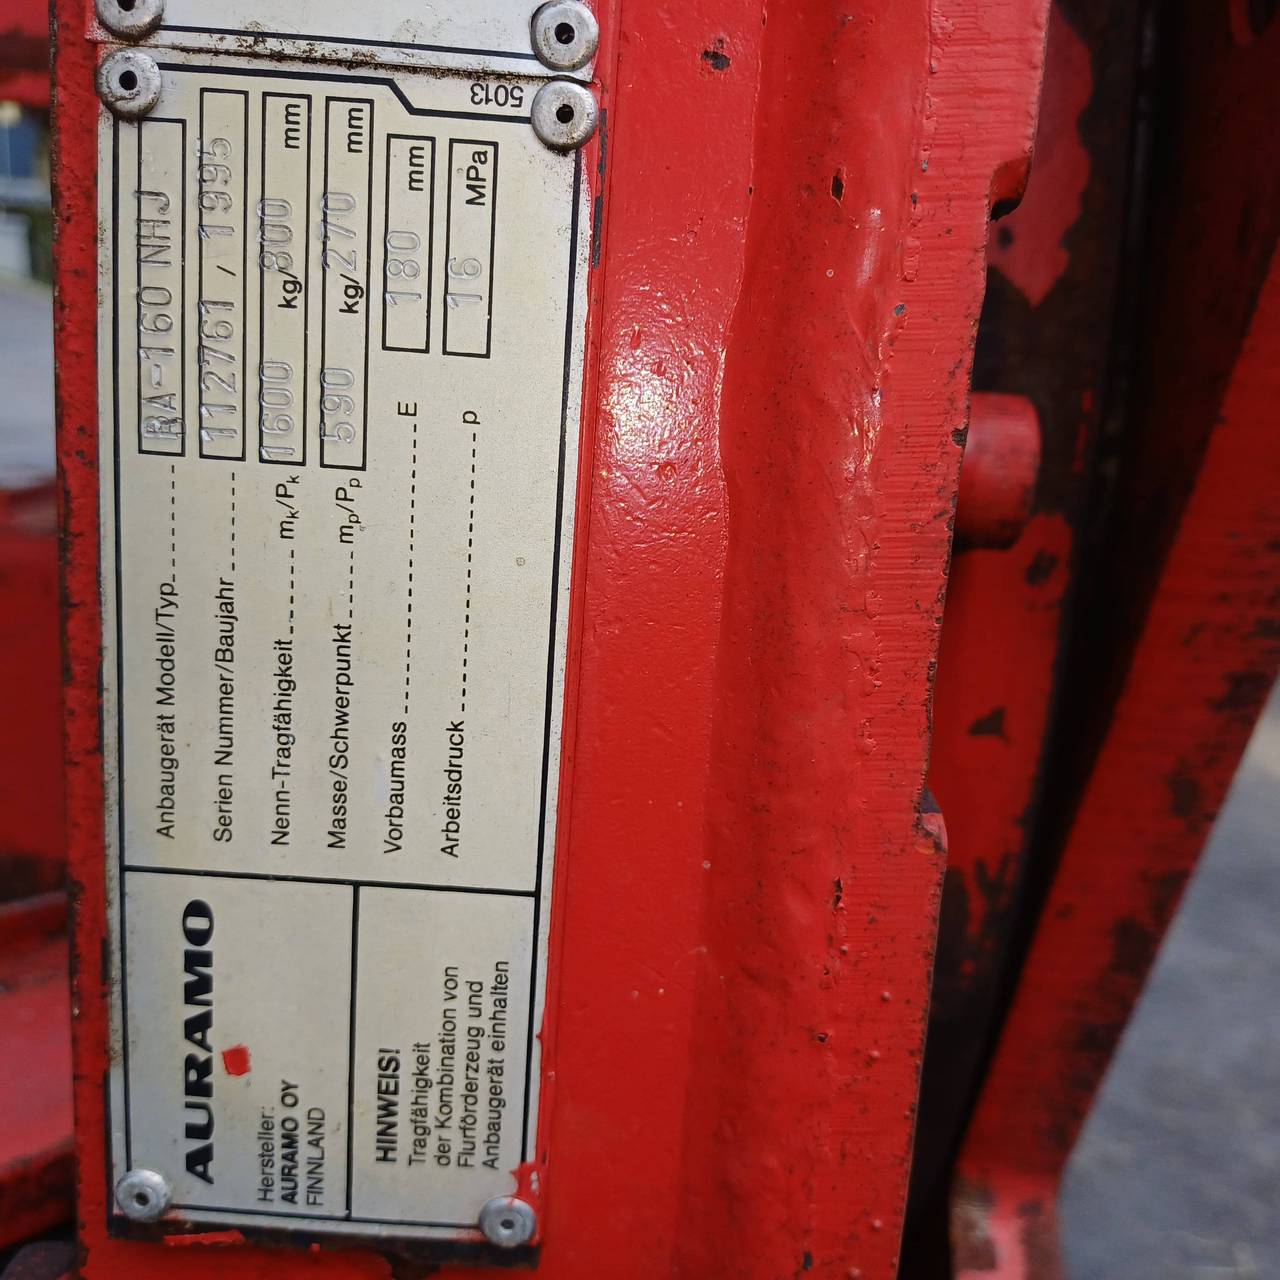 5013
Anbaugerät Modell/Typ BA-160 NHJ
Serien Nummer/Baujahr 112761 / 1995
Nenn-Tragfähigkeit mk/Pk 1600 kg/800 mm
Masse/Schwerpunkt mp/Pp 590 kg/270 mm
Vorbaumass E 180 mm
Arbeitsdruck p 16 MPa
AURAMO
Hersteller:
AURAMO OY
FINNLAND
HINWEIS!
Tragfähigkeit
der Kombination von
Flurförderzeug und
Anbaugerät einhalten